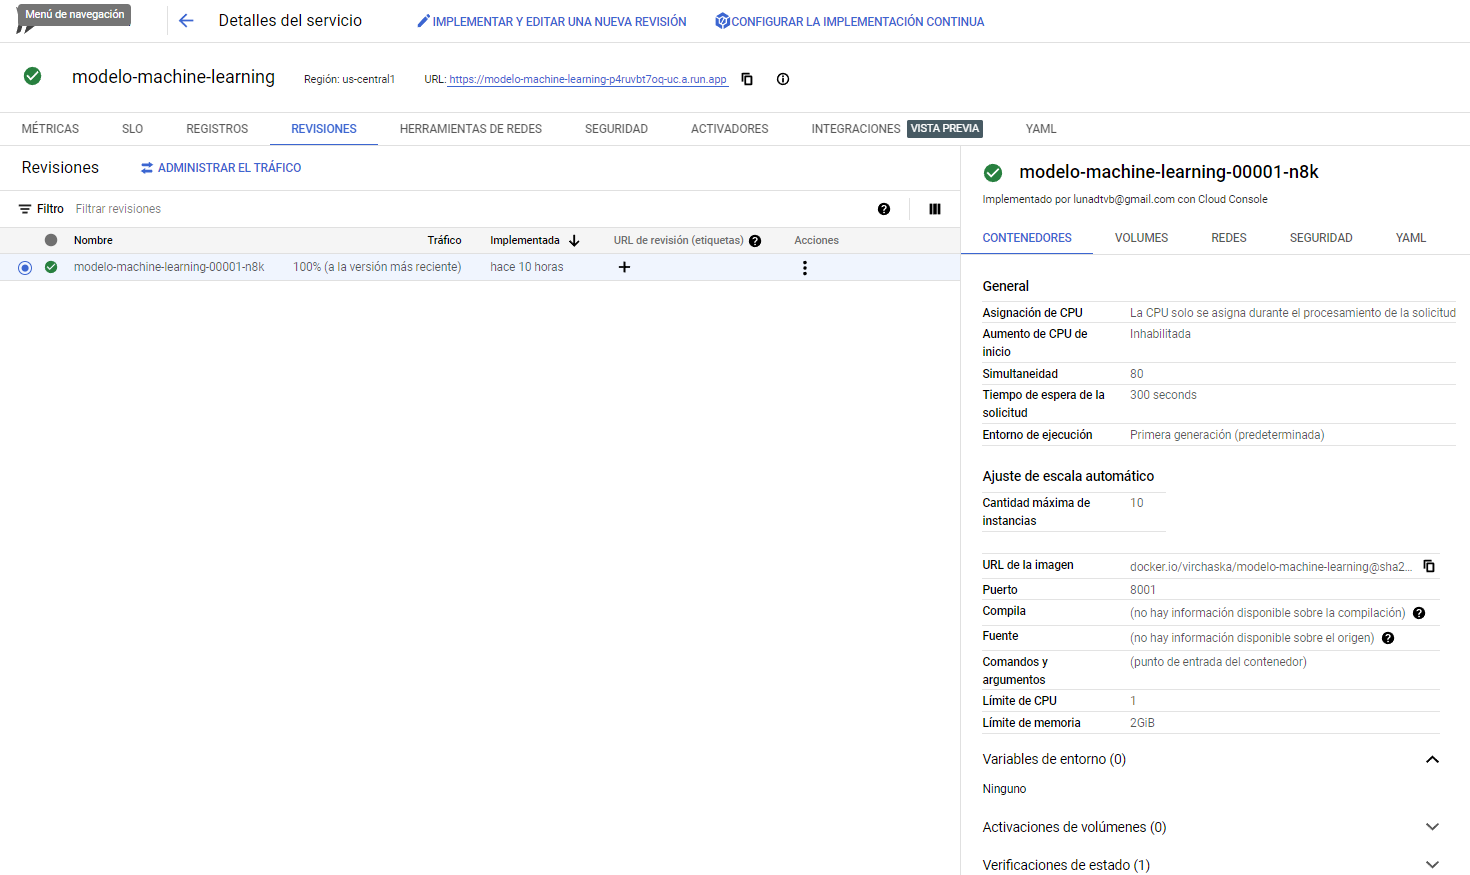 Menú de navegación
Detalles del servicio
IMPLEMENTAR Y EDITAR UNA NUEVA REVISIÓN
CONFIGURAR LA IMPLEMENTACIÓN CONTINUA
modelo-machine-learning
Región: us-central1
URL: https://modelo-machine-learning-p4ruvbt7oq-uc.a.run.app
MÉTRICAS
SLO
REGISTROS
REVISIONES
HERRAMIENTAS DE REDES
SEGURIDAD
ACTIVADORES
INTEGRACIONES VISTA PREVIA
YAML
Revisiones
ADMINISTRAR EL TRÁFICO
Filtro Filtrar revisiones
Nombre
Tráfico
Implementada
URL de revisión (etiquetas)
Acciones
modelo-machine-learning-00001-n8k
100% (a la versión más reciente)
hace 10 horas
modelo-machine-learning-00001-n8k
Implementado por lunadtvb@gmail.com con Cloud Console
CONTENEDORES
VOLUMES
REDES
SEGURIDAD
YAML
General
Asignación de CPU
La CPU solo se asigna durante el procesamiento de la solicitud
Aumento de CPU de
inicio
Inhabilitada
Simultaneidad
80
Tiempo de espera de la
solicitud
300 seconds
Entorno de ejecución
Primera generación (predeterminada)
Ajuste de escala automático
Cantidad máxima de
instancias
10
URL de la imagen
docker.io/virchaska/modelo-machine-learning@sha2...
Puerto
8001
Compila
(no hay información disponible sobre la compilación)
Fuente
(no hay información disponible sobre el origen)
Comandos y
argumentos
(punto de entrada del contenedor)
Límite de CPU
1
Límite de memoria
2GiB
Variables de entorno (0)
Ninguno
Activaciones de volúmenes (0)
Verificaciones de estado (1)